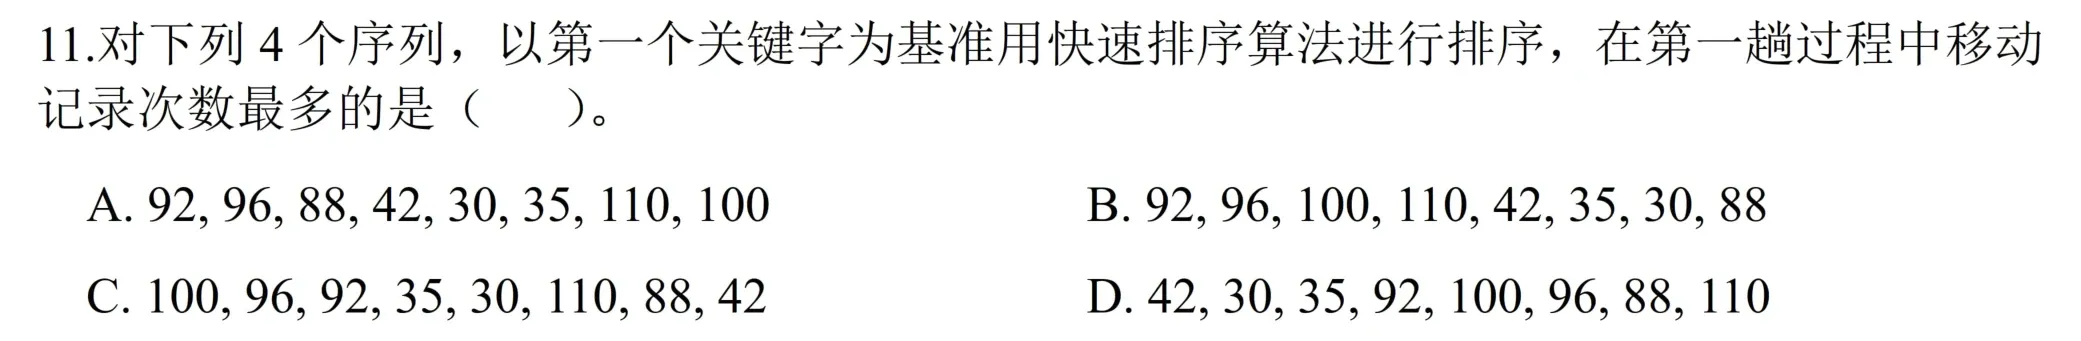 11.对下列 4 个序列，以第一个关键字为基准用快速排序算法进行排序，在第一趟过程中移动
记录次数最多的是（      ）。
A. 92, 96, 88, 42, 30, 35, 110, 100
B. 92, 96, 100, 110, 42, 35, 30, 88
C. 100, 96, 92, 35, 30, 110, 88, 42
D. 42, 30, 35, 92, 100, 96, 88, 110